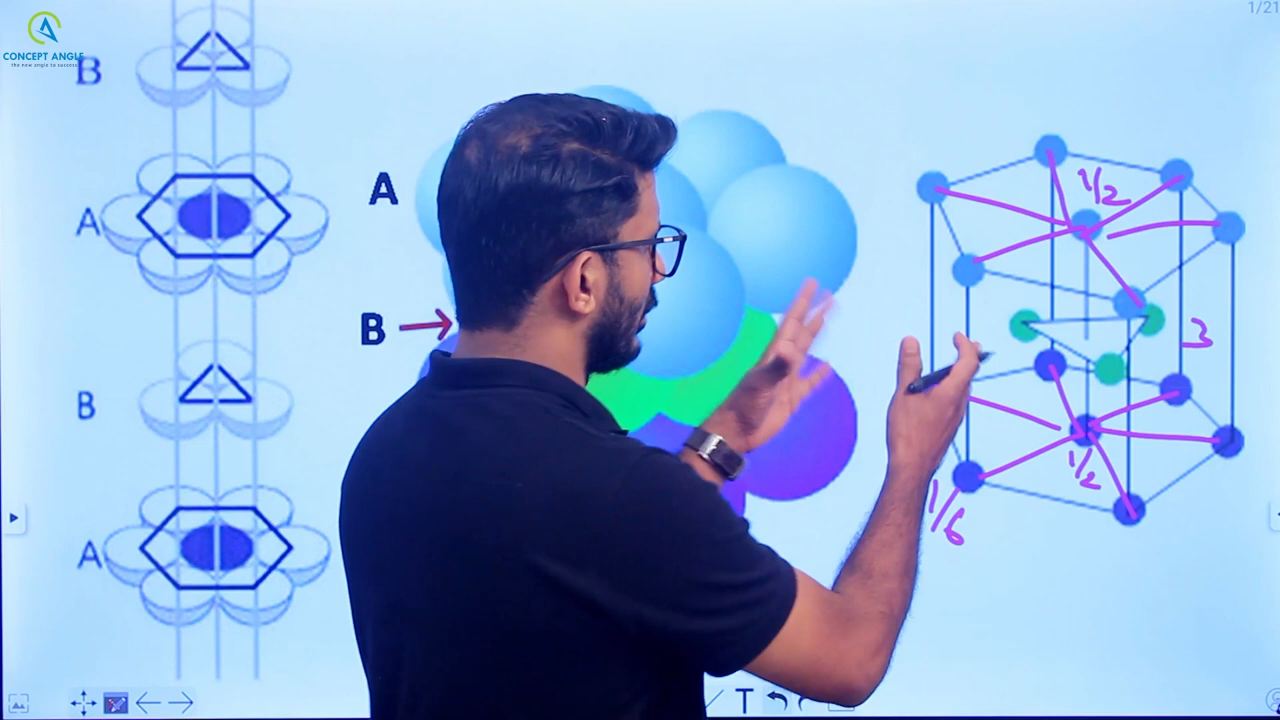 1/21
CONCEPT ANGLE
the new angle to success
B
A
B
A
A
B
1/2
3
1/2
1/6
T